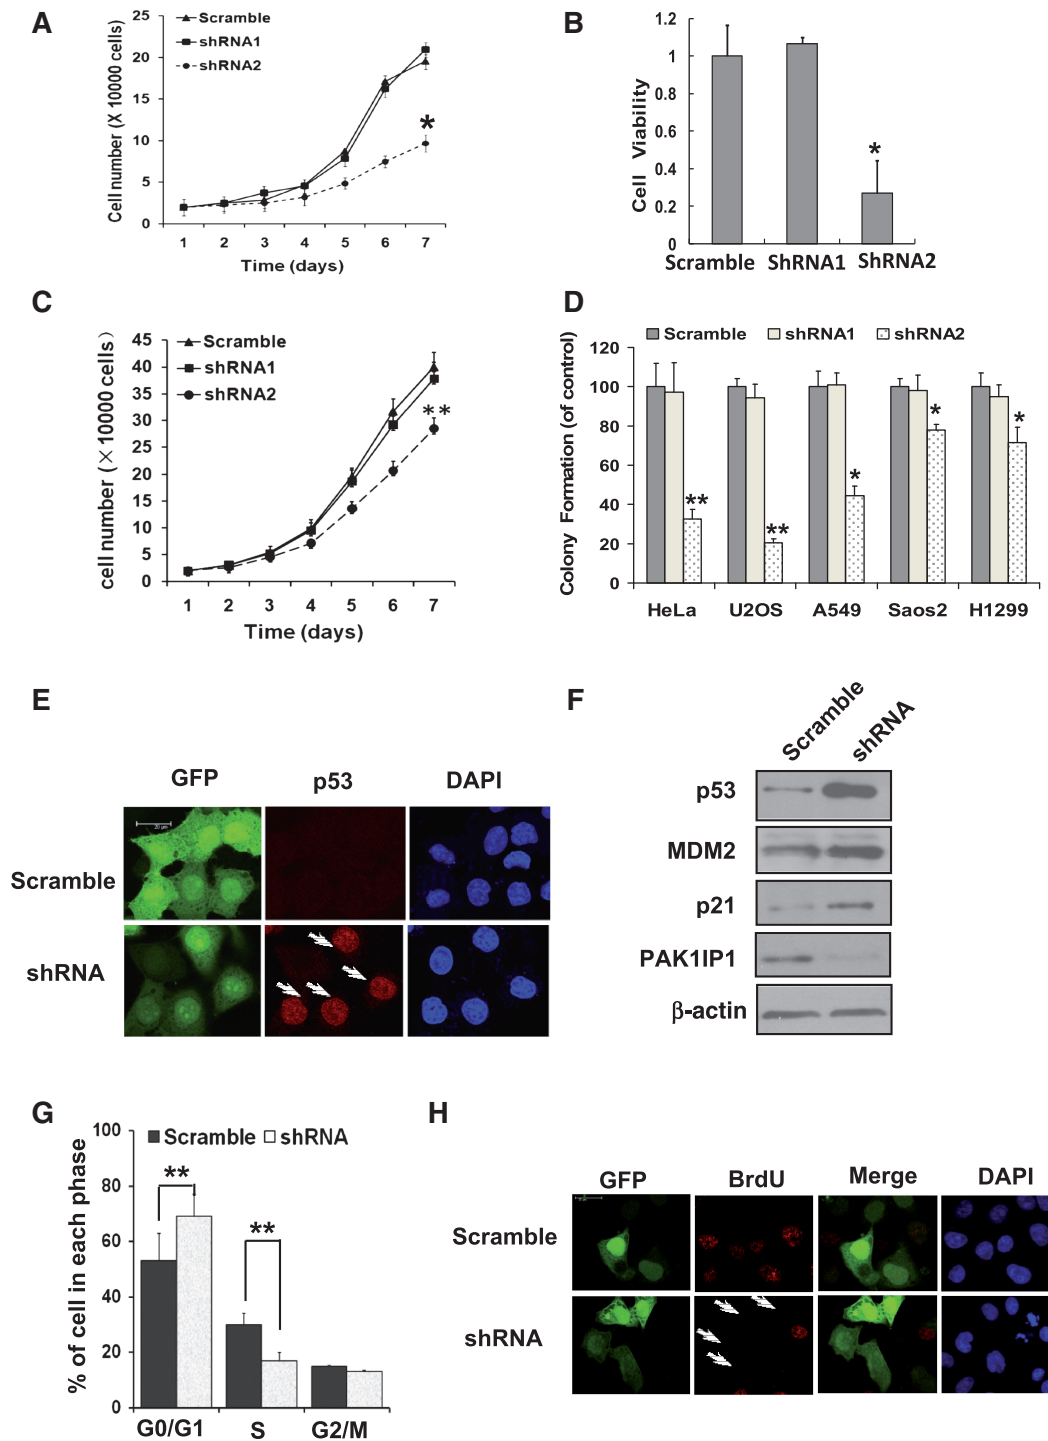 A
Scramble
shRNA1
shRNA2
Cell number (X 10000 cells)
25
20
15
10
5
0
1 2 3 4 5 6 7
Time (days)
*
B
Cell Viability
1.2
1
0.8
0.6
0.4
0.2
0
*
Scramble ShRNA1 ShRNA2
C
Scramble
shRNA1
shRNA2
cell number (×10000 cells)
45
40
35
30
25
20
15
10
5
0
**
1 2 3 4 5 6 7
Time (days)
D
Scramble shRNA1 shRNA2
Colony Formation (of control)
120
100
80
60
40
20
0
** ** * * *
HeLa U2OS A549 Saos2 H1299
E
GFP p53 DAPI
20 μm
Scramble
shRNA
F
Scramble shRNA
p53
MDM2
p21
PAK1IP1
β-actin
G
Scramble shRNA
% of cell in each phase
100
80
60
40
20
0
** **
G0/G1 S G2/M
H
GFP BrdU Merge DAPI
Scramble
shRNA